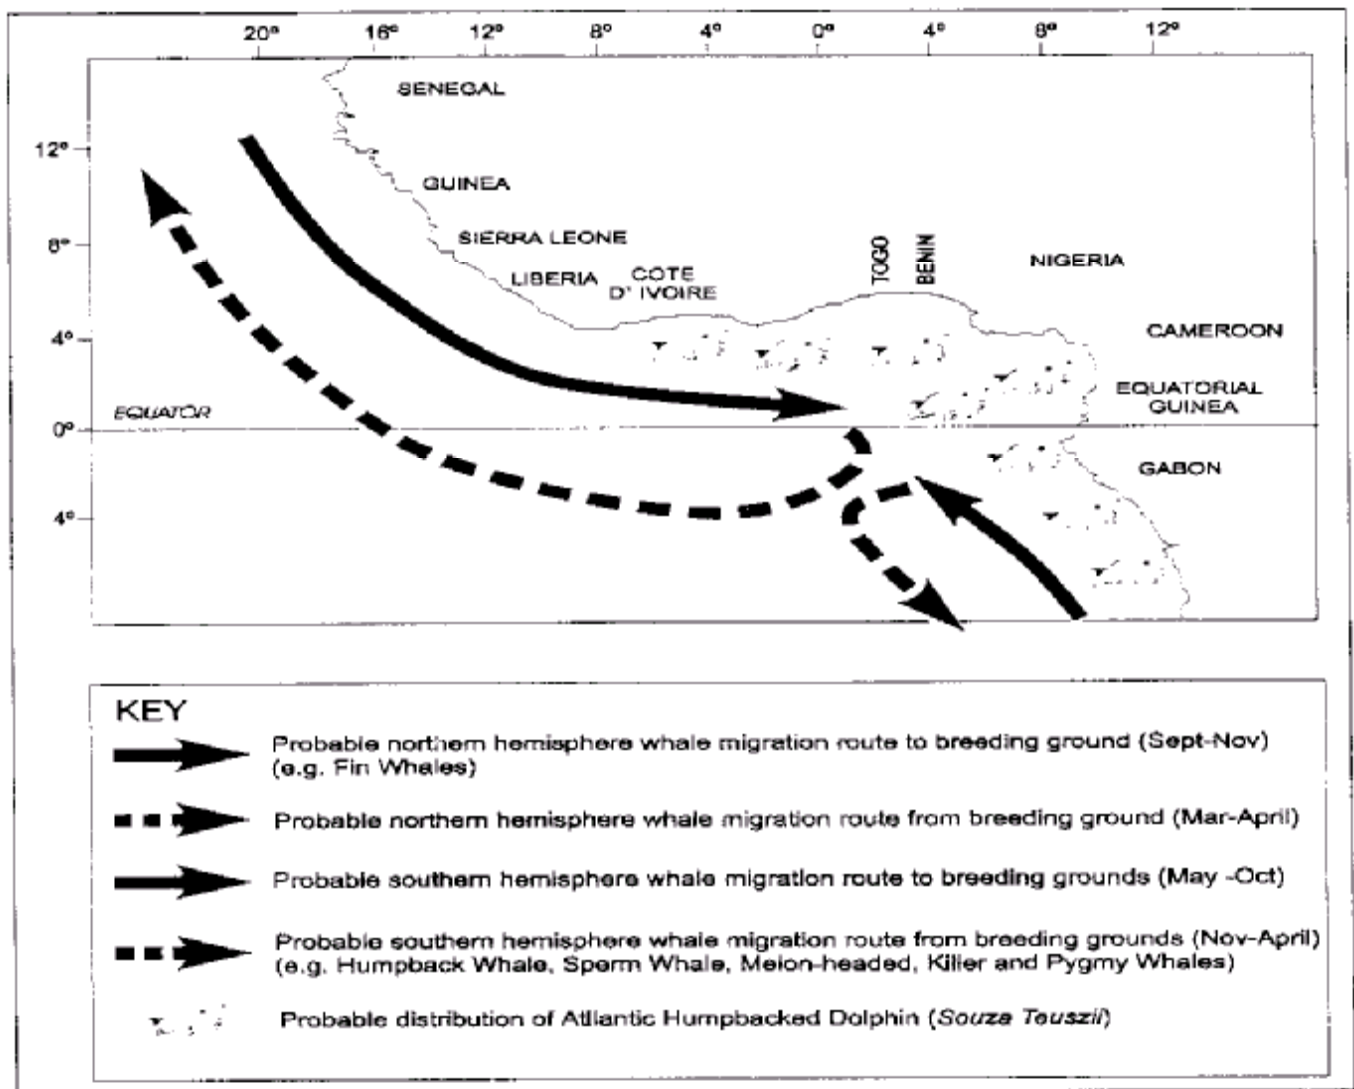 20° 16° 12° 8° 4° 0° 4° 8° 12°
SENEGAL
12°
GUINEA
8°
SIERRA LEONE
TOGO
BENIN
NIGERIA
LIBERIA
COTE
D' IVOIRE
4°
CAMEROON
EQUATORIAL
GUINEA
EQUATOR
0°
GABON
4°
KEY
Probable northern hemisphere whale migration route to breeding ground (Sept-Nov)
(e.g. Fin Whales)
Probable northern hemisphere whale migration route from breeding ground (Mar-April)
Probable southern hemisphere whale migration route to breeding grounds (May -Oct)
Probable southern hemisphere whale migration route from breeding grounds (Nov-April)
(e.g. Humpback Whale, Sperm Whale, Melon-headed, Killer and Pygmy Whales)
Probable distribution of Atllantic Humpbacked Dolphin (Souza Teuszii)